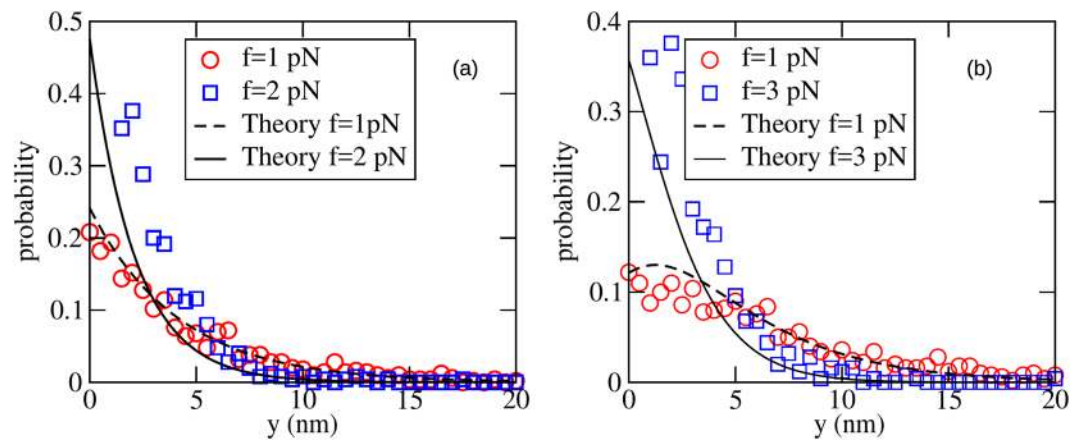 0.5
0.4
0.3
0.2
0.1
0
probability
0 5 10 15 20
y (nm)
f=1 pN
f=2 pN
Theory f=1pN
Theory f=2 pN
(a)
0.4
0.3
0.2
0.1
0
probability
0 5 10 15 20
y (nm)
f=1 pN
f=3 pN
Theory f=1 pN
Theory f=3 pN
(b)